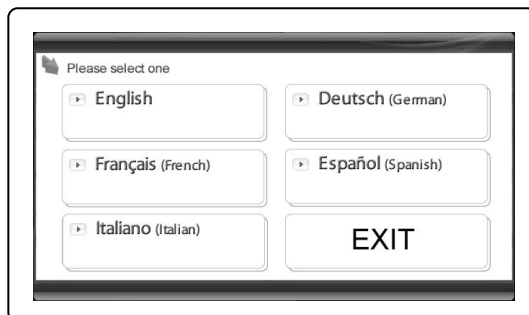 Please select one
English
Deutsch (German)
Français (French)
Español (Spanish)
Italiano (Italian)
EXIT